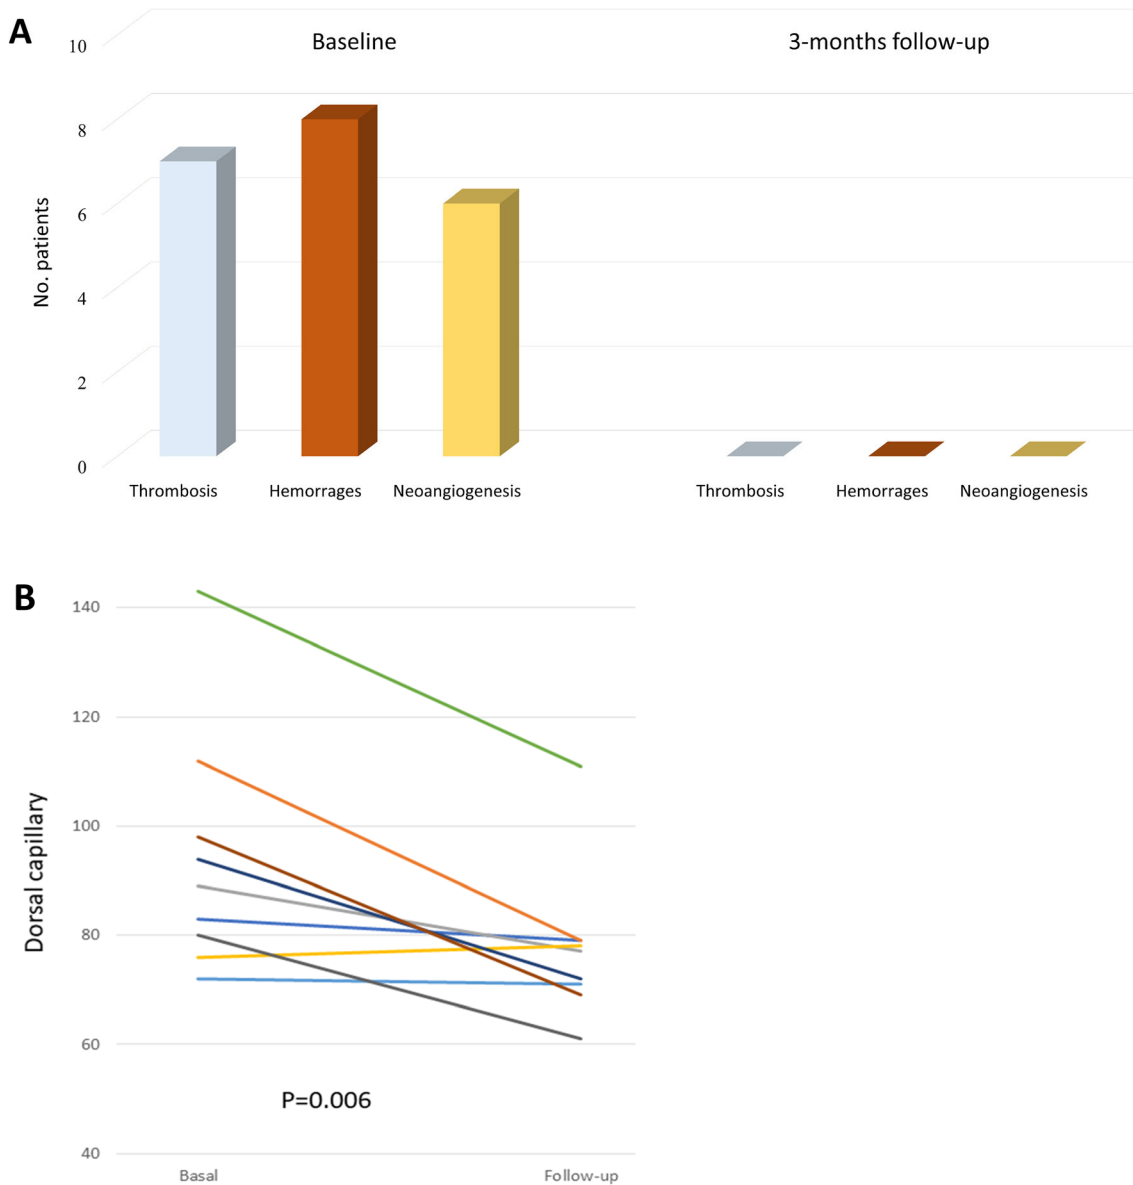 A
Baseline
3-months follow-up
No. patients
10
8
6
4
2
0
Thrombosis
Hemorrages
Neoangiogenesis
Thrombosis
Hemorrages
Neoangiogenesis
B
Dorsal capillary
140
120
100
80
60
40
P=0.006
Basal
Follow-up